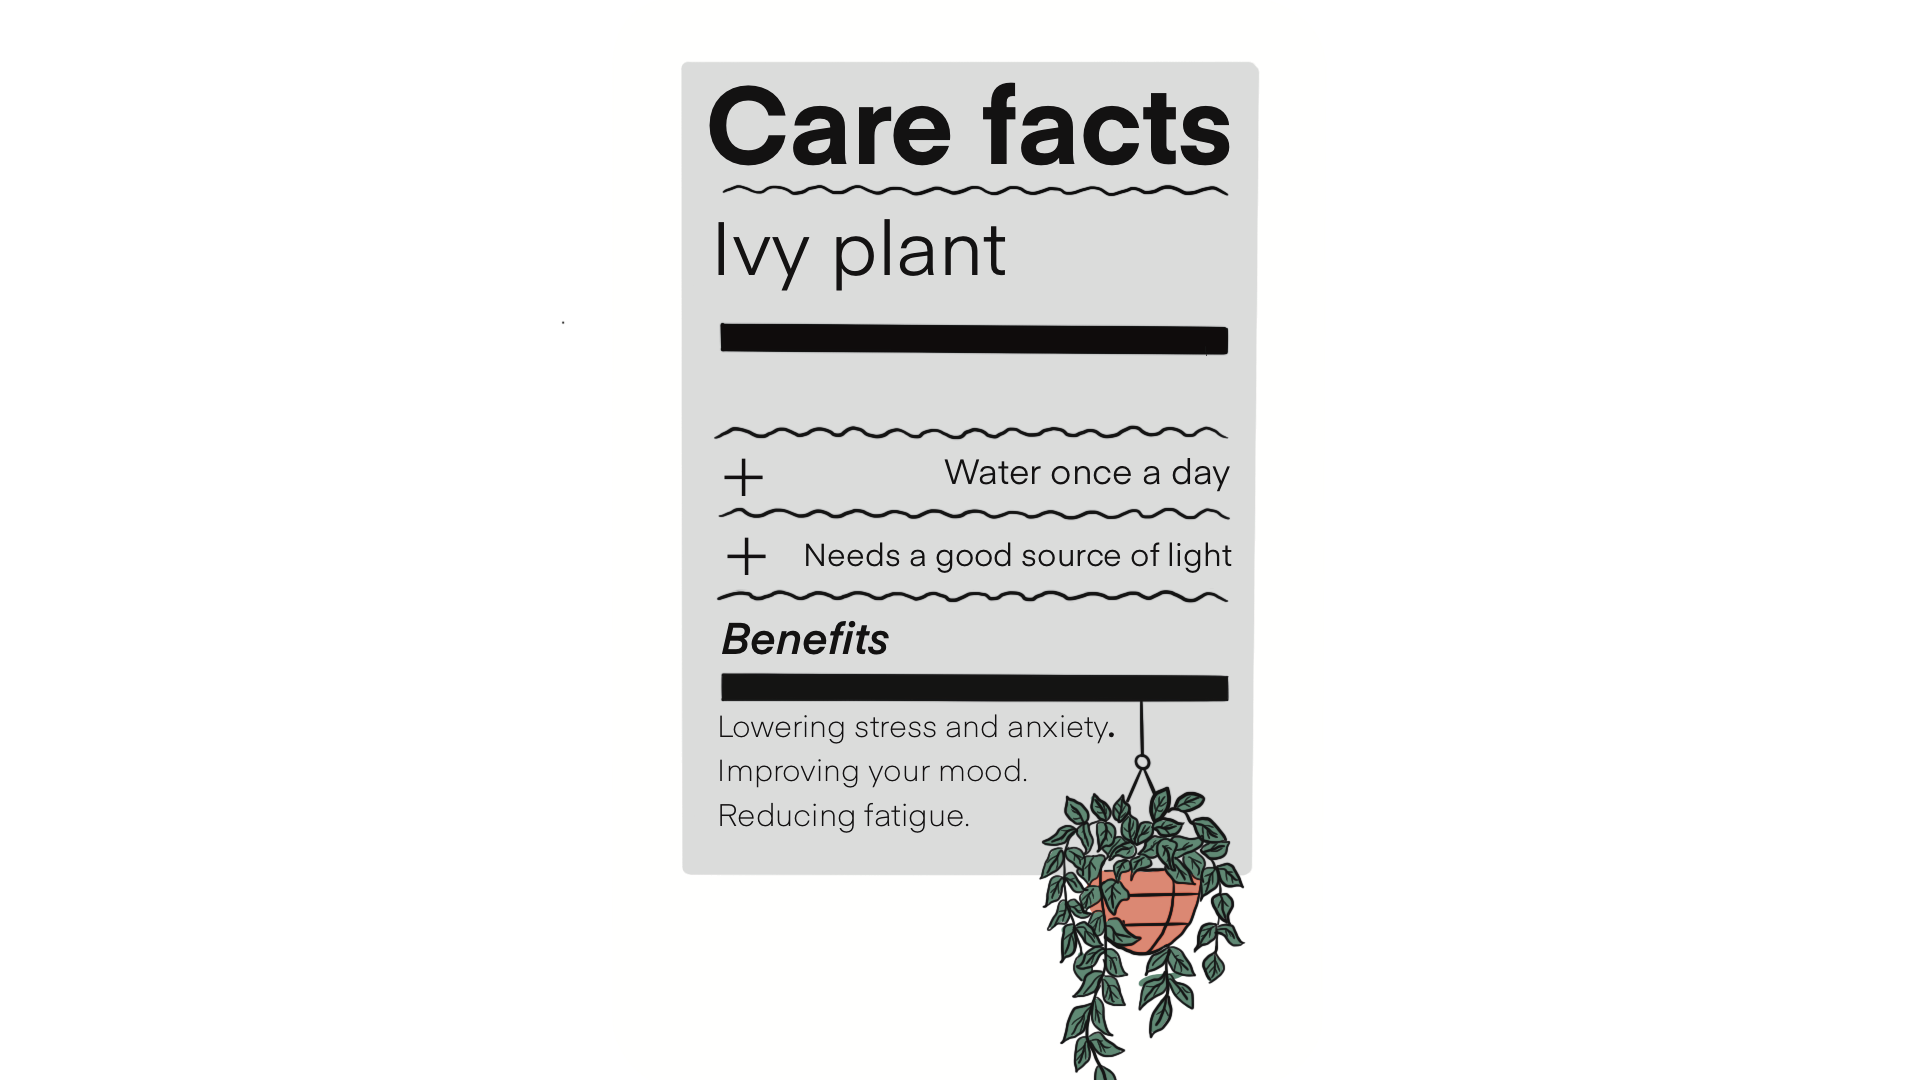 Care facts
Ivy plant
+ Water once a day
+ Needs a good source of light
Benefits
Lowering stress and anxiety.
Improving your mood.
Reducing fatigue.